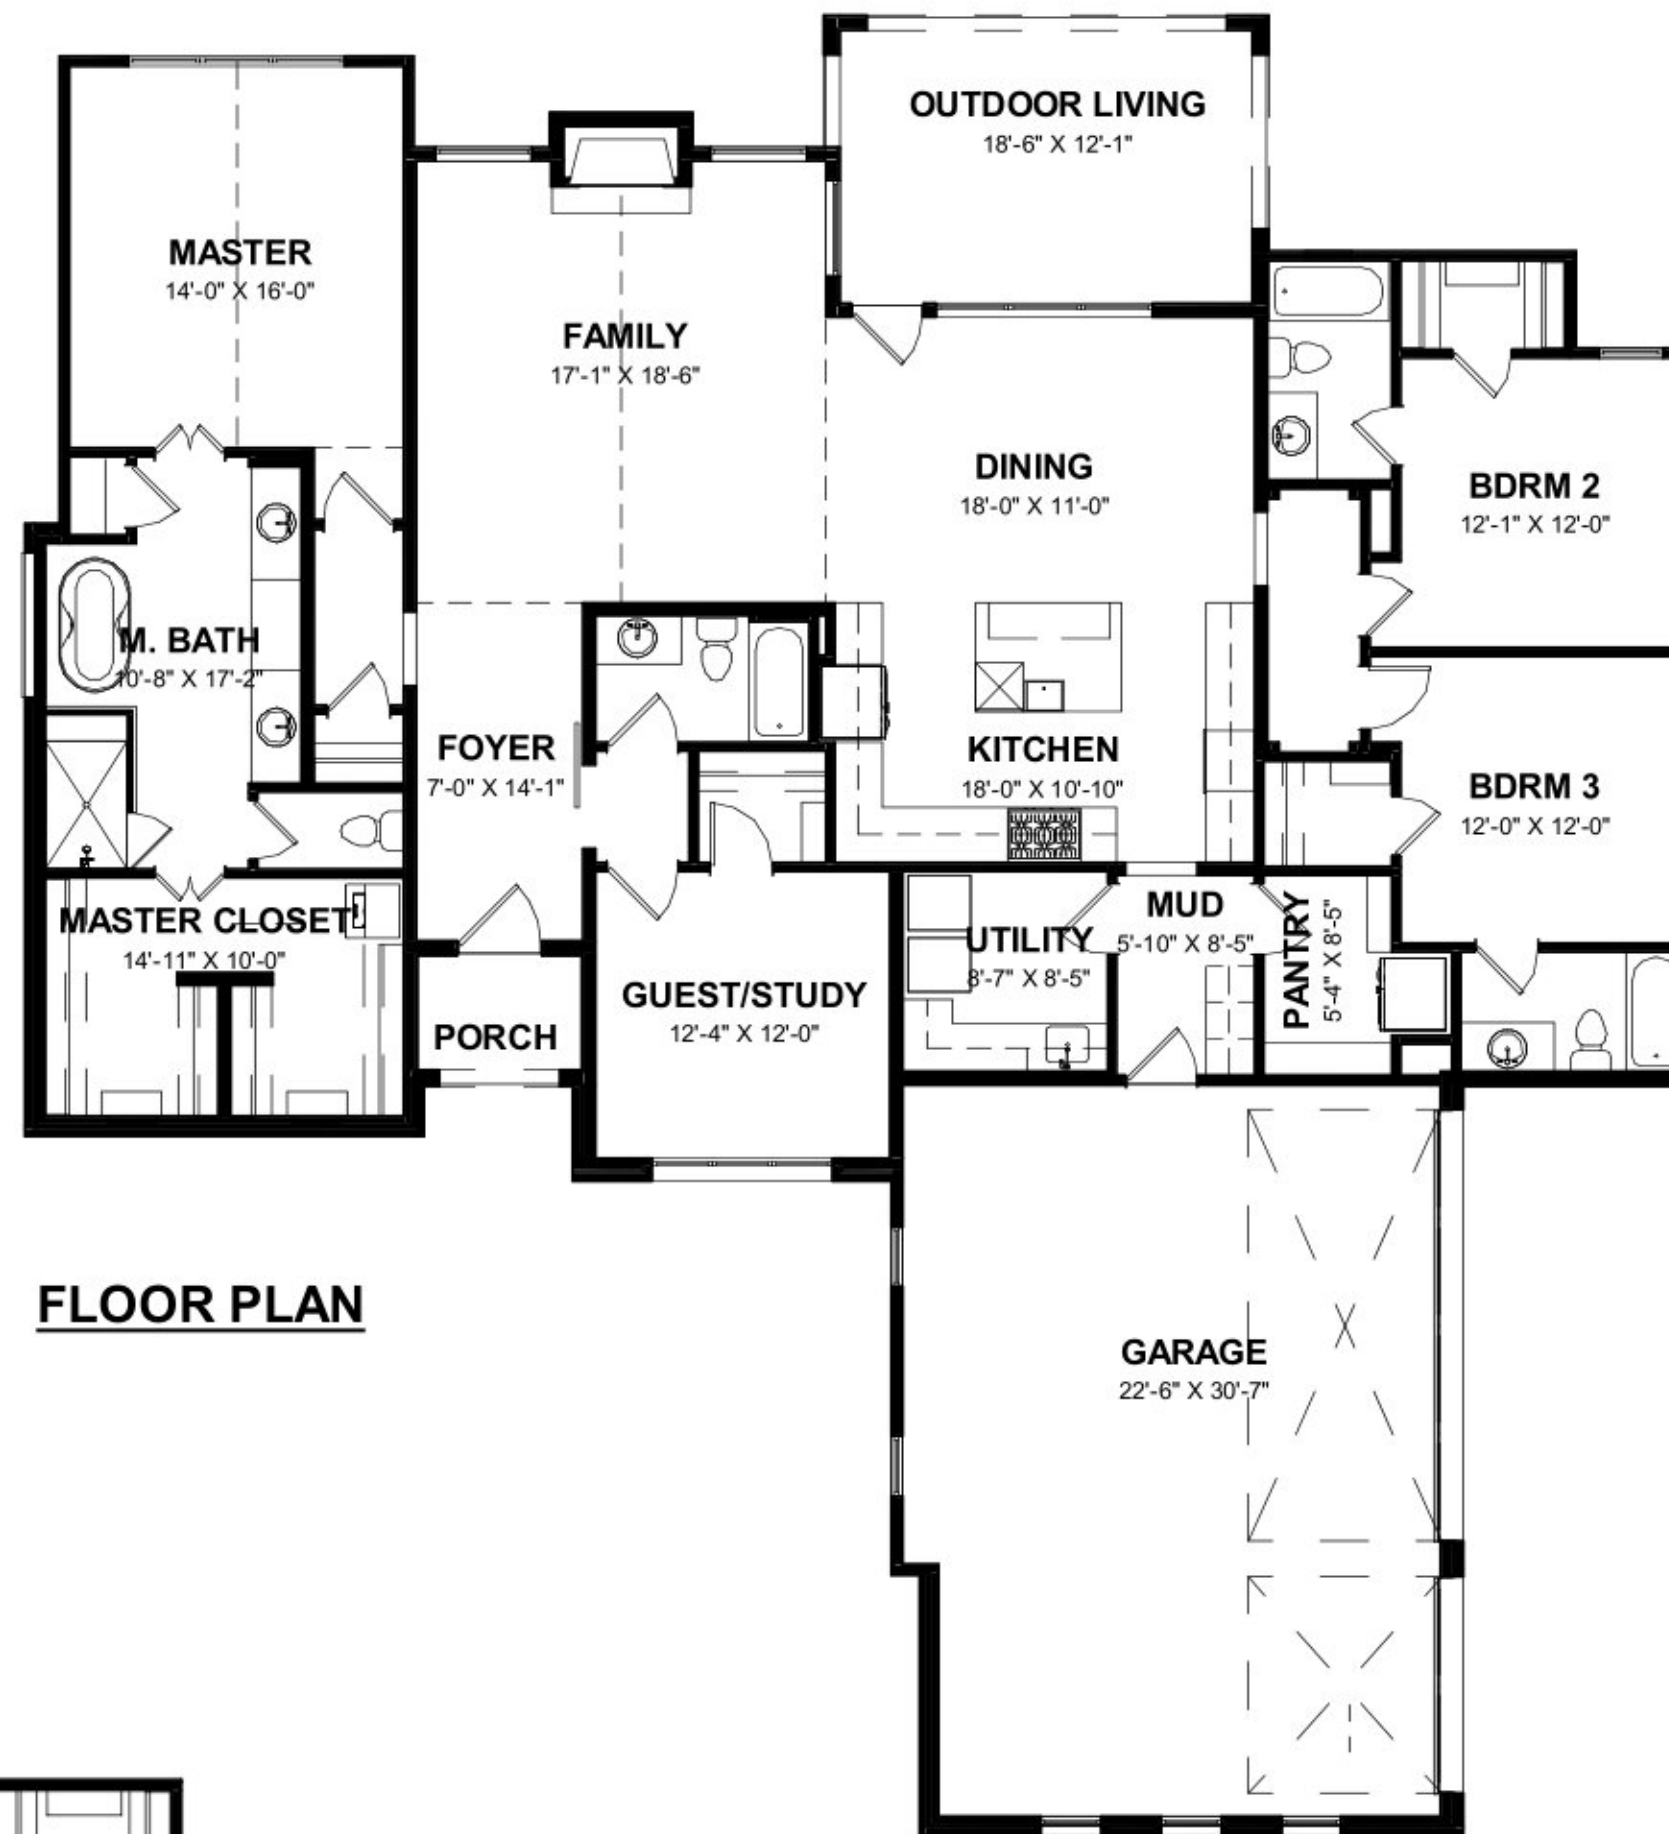 OUTDOOR LIVING
18'-6" X 12'-1"
MASTER
14'-0" X 16'-0"
FAMILY
17'-1" X 18'-6"
DINING
18'-0" X 11'-0"
BDRM 2
12'-1" X 12'-0"
M. BATH
10'-8" X 17'-2"
FOYER
7'-0" X 14'-1"
KITCHEN
18'-0" X 10'-10"
BDRM 3
12'-0" X 12'-0"
MASTER CLOSET
14'-11" X 10'-0"
PORCH
GUEST/STUDY
12'-4" X 12'-0"
UTILITY
8'-7" X 8'-5"
MUD
5'-10" X 8'-5"
PANTRY
5'-4" X 8'-5"
FLOOR PLAN
GARAGE
22'-6" X 30'-7"